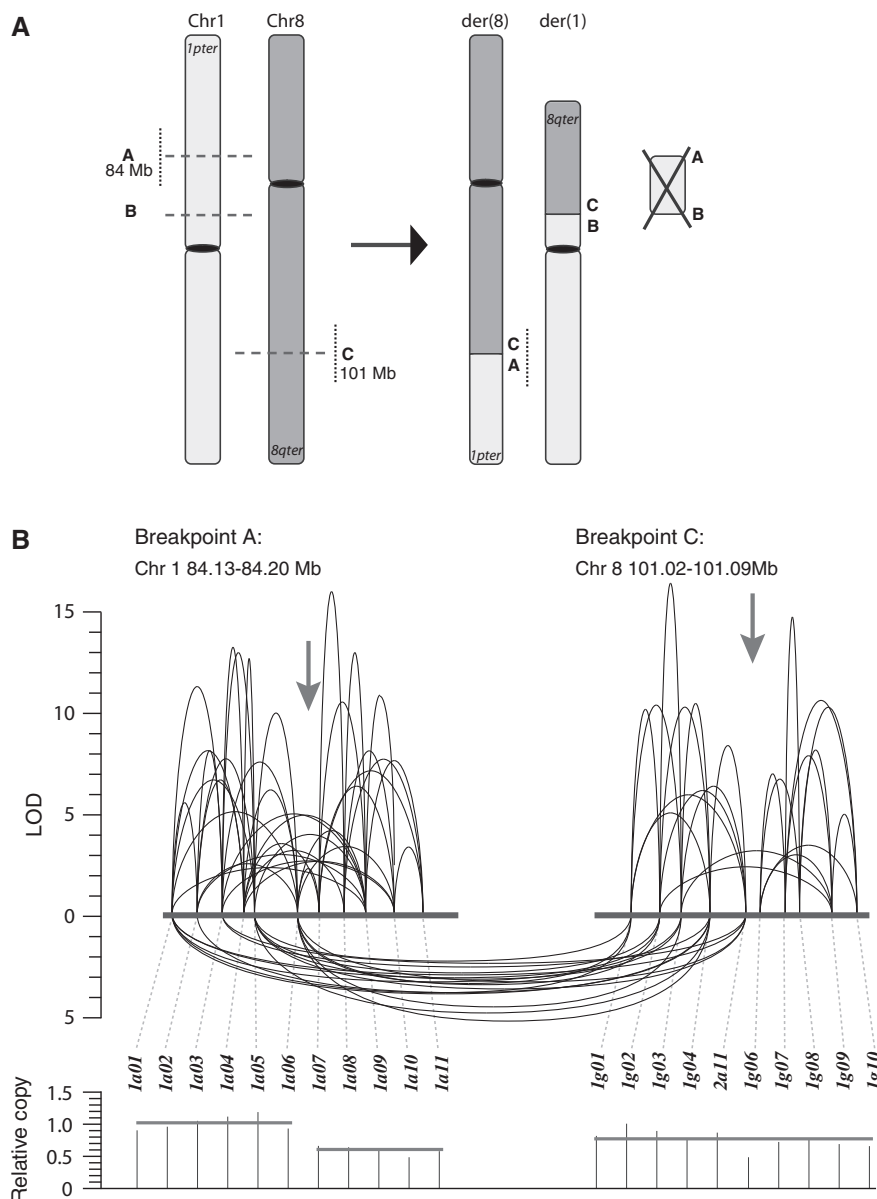 A
Chr1 Chr8 der(8) der(1)
1pter
8qter
A
84 Mb
B
A
B
C
B
C
101 Mb
C
A
8qter
1pter
B
Breakpoint A:
Chr 1 84.13-84.20 Mb
Breakpoint C:
Chr 8 101.02-101.09Mb
LOD
15
10
5
0
5
1a01 1a02 1a03 1a04 1a05 1a06 1a07 1a08 1a09 1a10 1a11
1g01 1g02 1g03 1g04 2a11 1g06 1g07 1g08 1g09 1g10
Relative copy
1.5
1.0
0.5
0